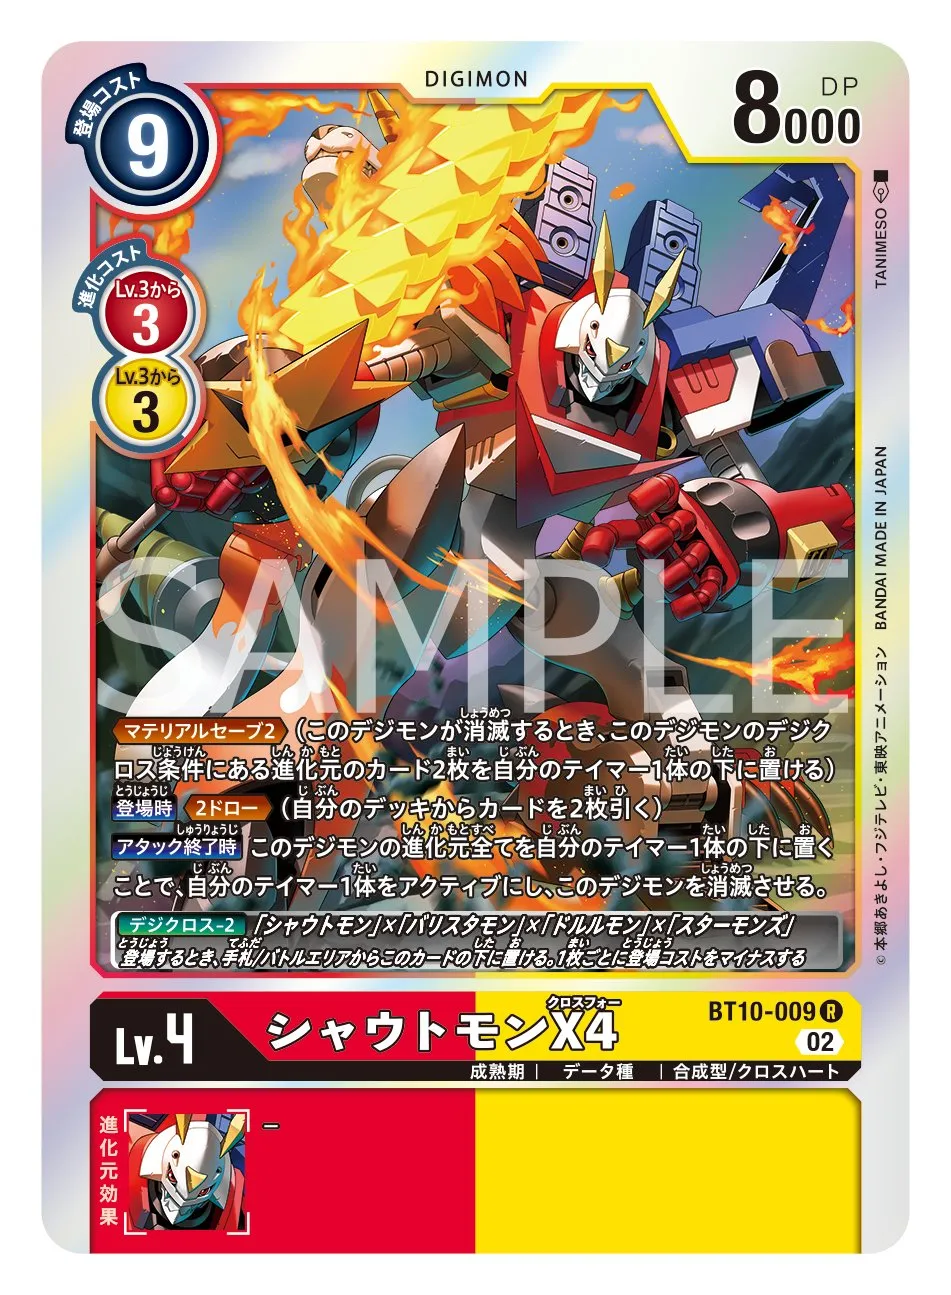 DIGIMON
登場コスト
9
DP
8000
進化コスト
Lv.3から
3
Lv.3から
3
TANIMESO
BANDAI MADE IN JAPAN
©本郷あきよし・フジテレビ・東映アニメーション
SAMPLE
マテリアルセーブ2 (このデジモンが消滅するとき、このデジモンのデジク
ロス条件にある進化元のカード2枚を自分のテイマー1体の下に置ける)
登場時 2ドロー (自分のデッキからカードを2枚引く)
アタック終了時 このデジモンの進化元全てを自分のテイマー1体の下に置く
ことで、自分のテイマー1体をアクティブにし、このデジモンを消滅させる。
デジクロス-2 「シャウトモン」×「バリスタモン」×「ドルルモン」×「スターモンズ」
登場するとき、手札/バトルエリアからこのカードの下に置ける。1枚ごとに登場コストをマイナスする
Lv.4
クロスフォー
シャウトモンX4
BT10-009 R
02
成熟期 | データ種 | 合成型/クロスハート
進化元効果
–